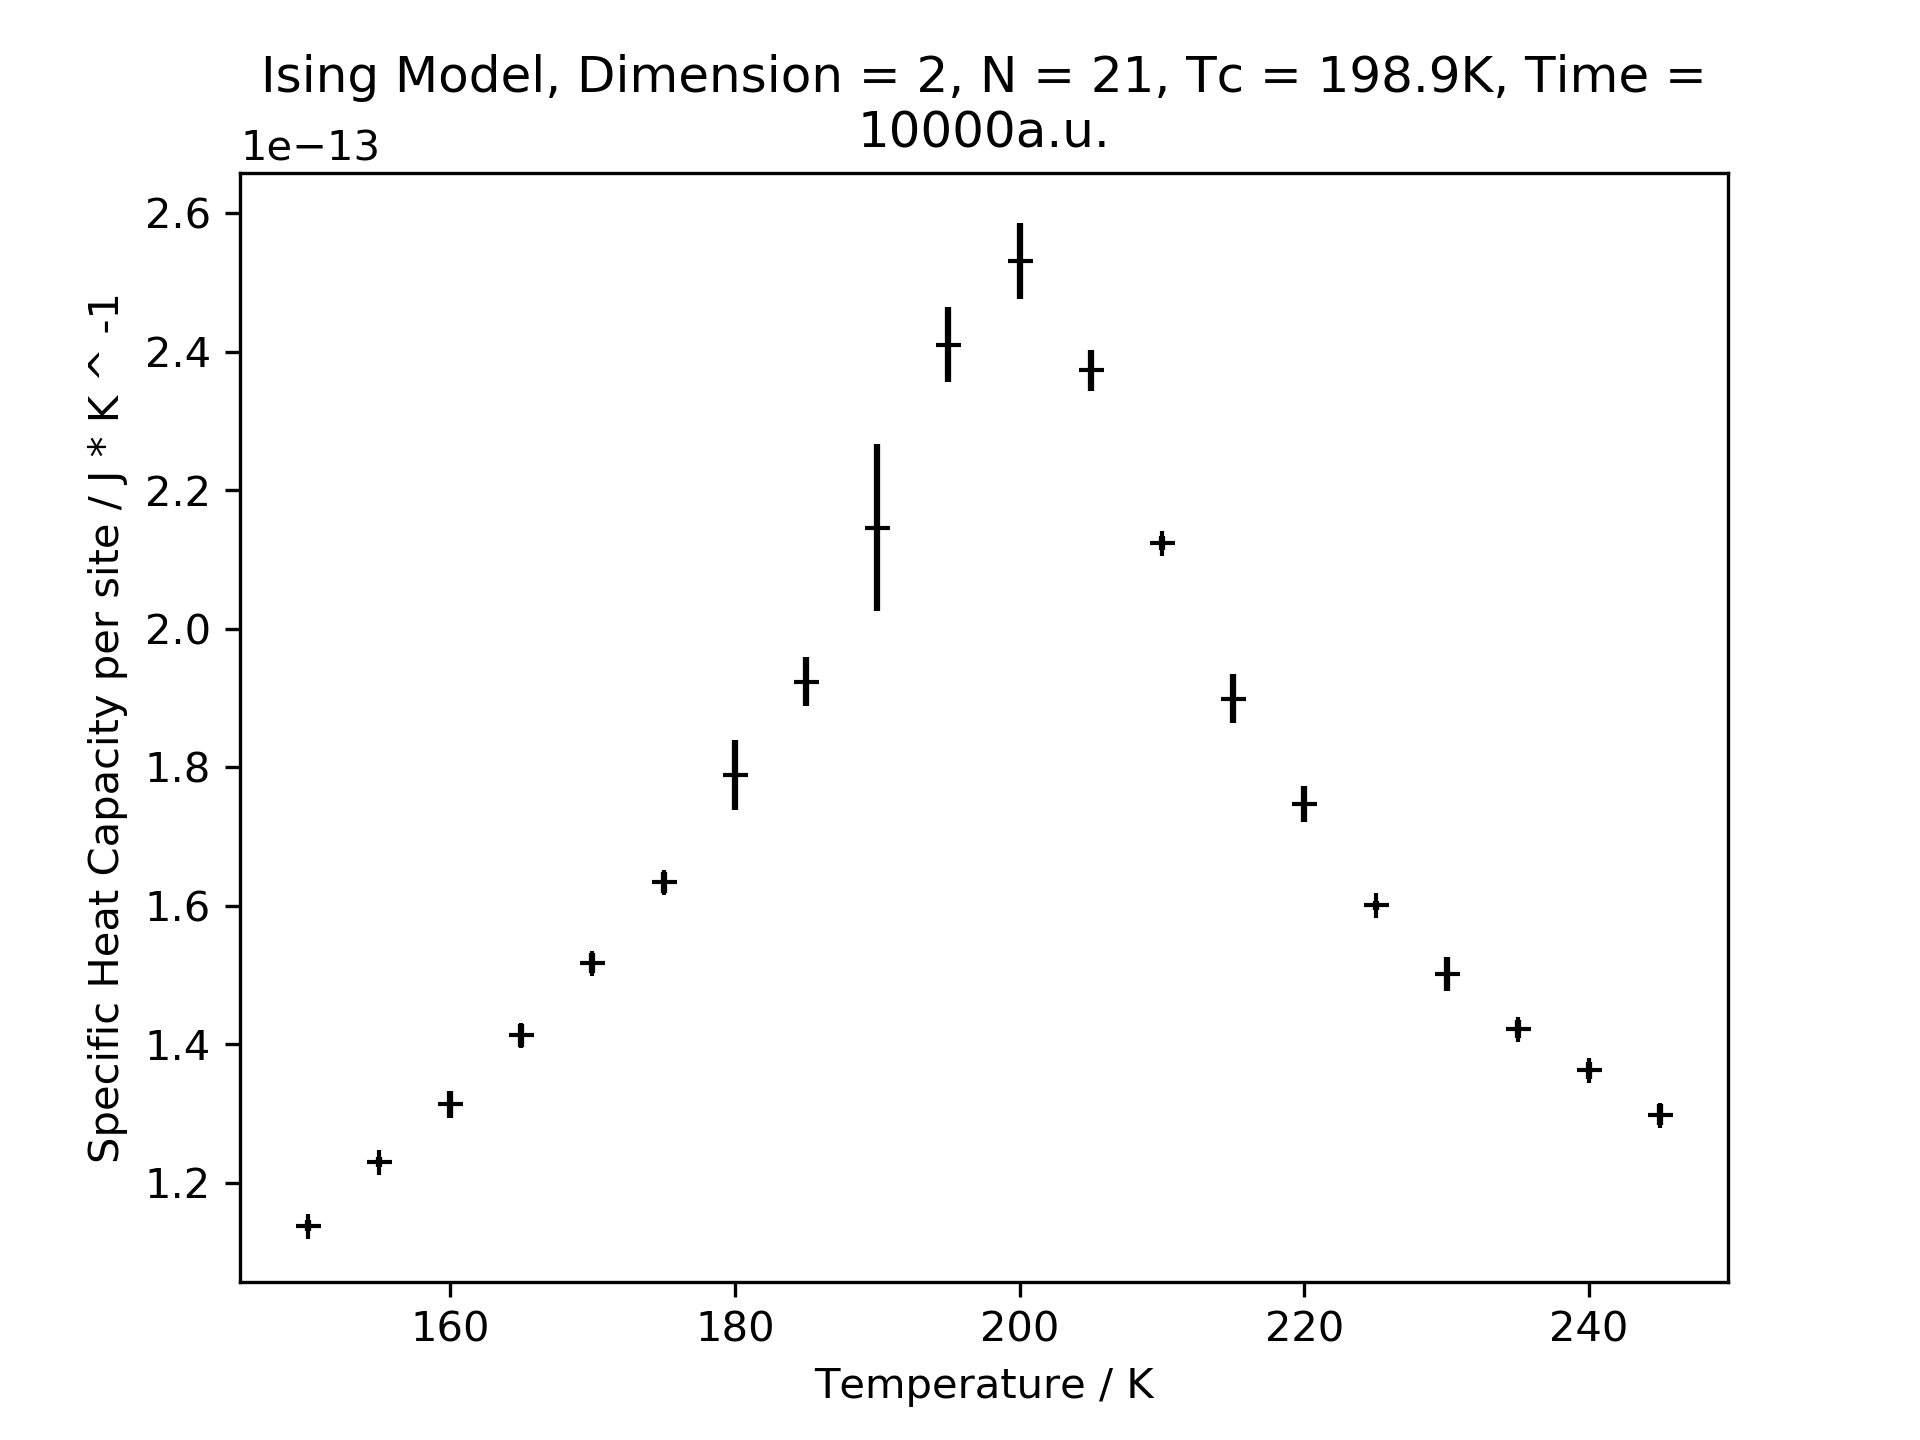 Ising Model, Dimension = 2, N = 21, Tc = 198.9K, Time =
10000a.u.
1e−13
2.6
2.4
2.2
2.0
1.8
1.6
1.4
1.2
Specific Heat Capacity per site / J * K ^ -1
160 180 200 220 240
Temperature / K